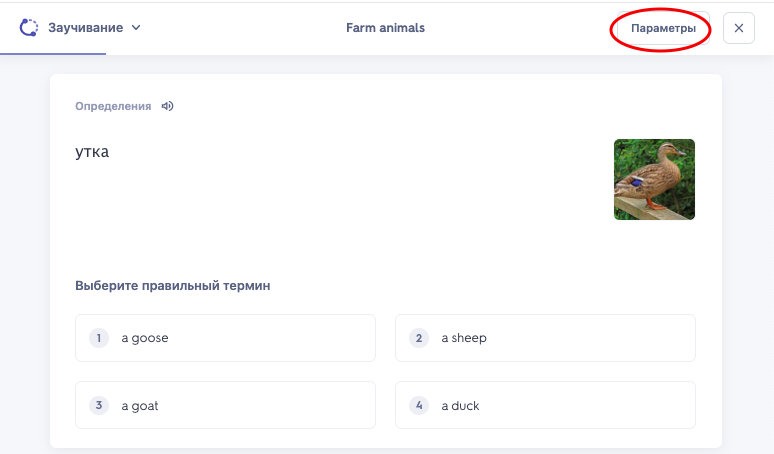 Заучивание
Farm animals
Параметры
Определения
утка
Выберите правильный термин
1 a goose
2 a sheep
3 a goat
4 a duck